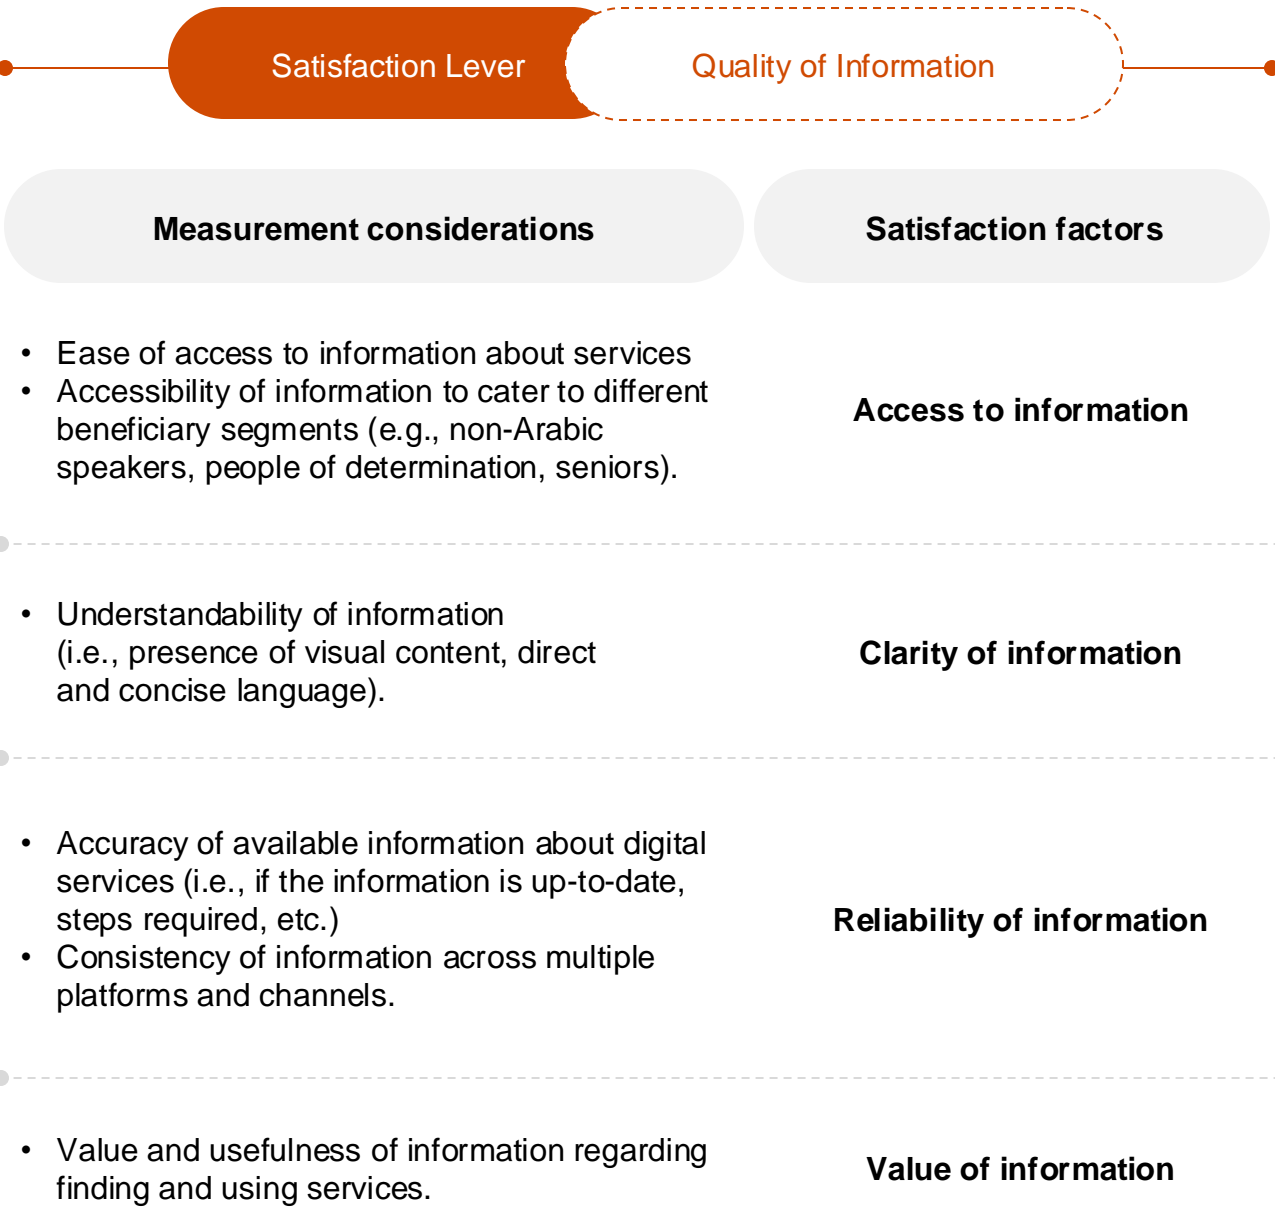 Satisfaction Lever
Quality of Information
Measurement considerations
Satisfaction factors
• Ease of access to information about services
• Accessibility of information to cater to different
beneficiary segments (e.g., non-Arabic
speakers, people of determination, seniors).
Access to information
• Understandability of information
(i.e., presence of visual content, direct
and concise language).
Clarity of information
• Accuracy of available information about digital
services (i.e., if the information is up-to-date,
steps required, etc.)
• Consistency of information across multiple
platforms and channels.
Reliability of information
• Value and usefulness of information regarding
finding and using services.
Value of information